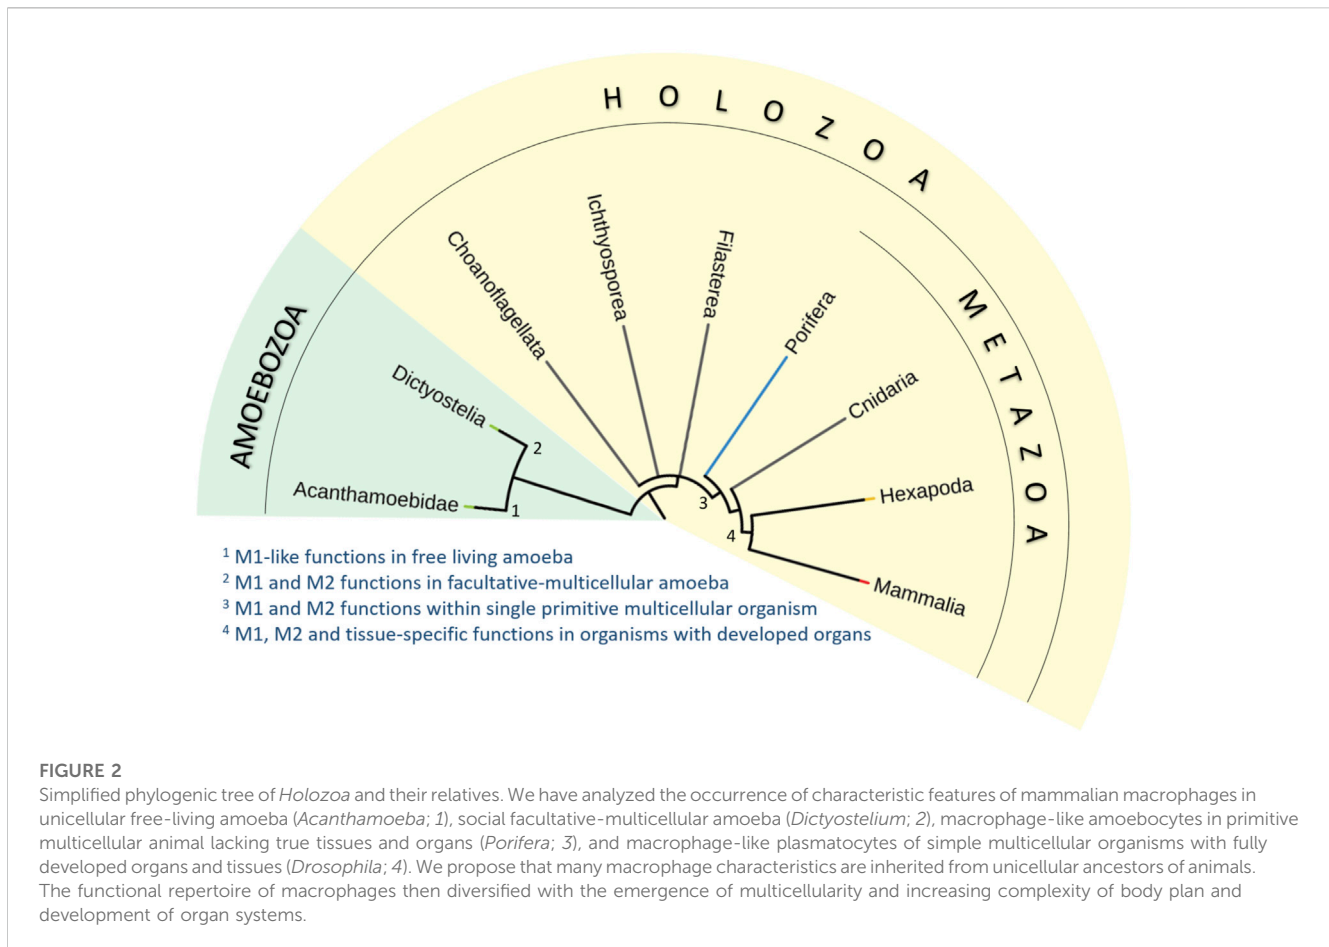 HOLOZOA
METAZOA
AMOEBOZOA
Ichthyosporea
Choanoflagellata
Filasterea
Porifera
Cnidaria
Dictyostelia
Hexapoda
Acanthamoebidae
Mammalia
2
1
3
4
1 M1-like functions in free living amoeba
2 M1 and M2 functions in facultative-multicellular amoeba
3 M1 and M2 functions within single primitive multicellular organism
4 M1, M2 and tissue-specific functions in organisms with developed organs
FIGURE 2
Simplified phylogenic tree of Holozoa and their relatives. We have analyzed the occurrence of characteristic features of mammalian macrophages in
unicellular free-living amoeba (Acanthamoeba; 1), social facultative-multicellular amoeba (Dictyostelium; 2), macrophage-like amoebocytes in primitive
multicellular animal lacking true tissues and organs (Porifera; 3), and macrophage-like plasmatocytes of simple multicellular organisms with fully
developed organs and tissues (Drosophila; 4). We propose that many macrophage characteristics are inherited from unicellular ancestors of animals.
The functional repertoire of macrophages then diversified with the emergence of multicellularity and increasing complexity of body plan and
development of organ systems.